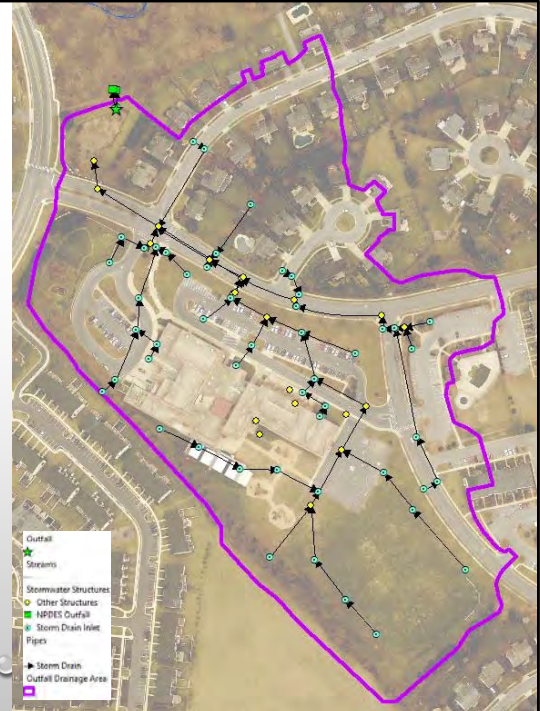 Outfall
Streams
Stormwater Structures
Other Structures
NPDES Outfall
Storm Drain Inlet
Pipes
Storm Drain
Outfall Drainage Area